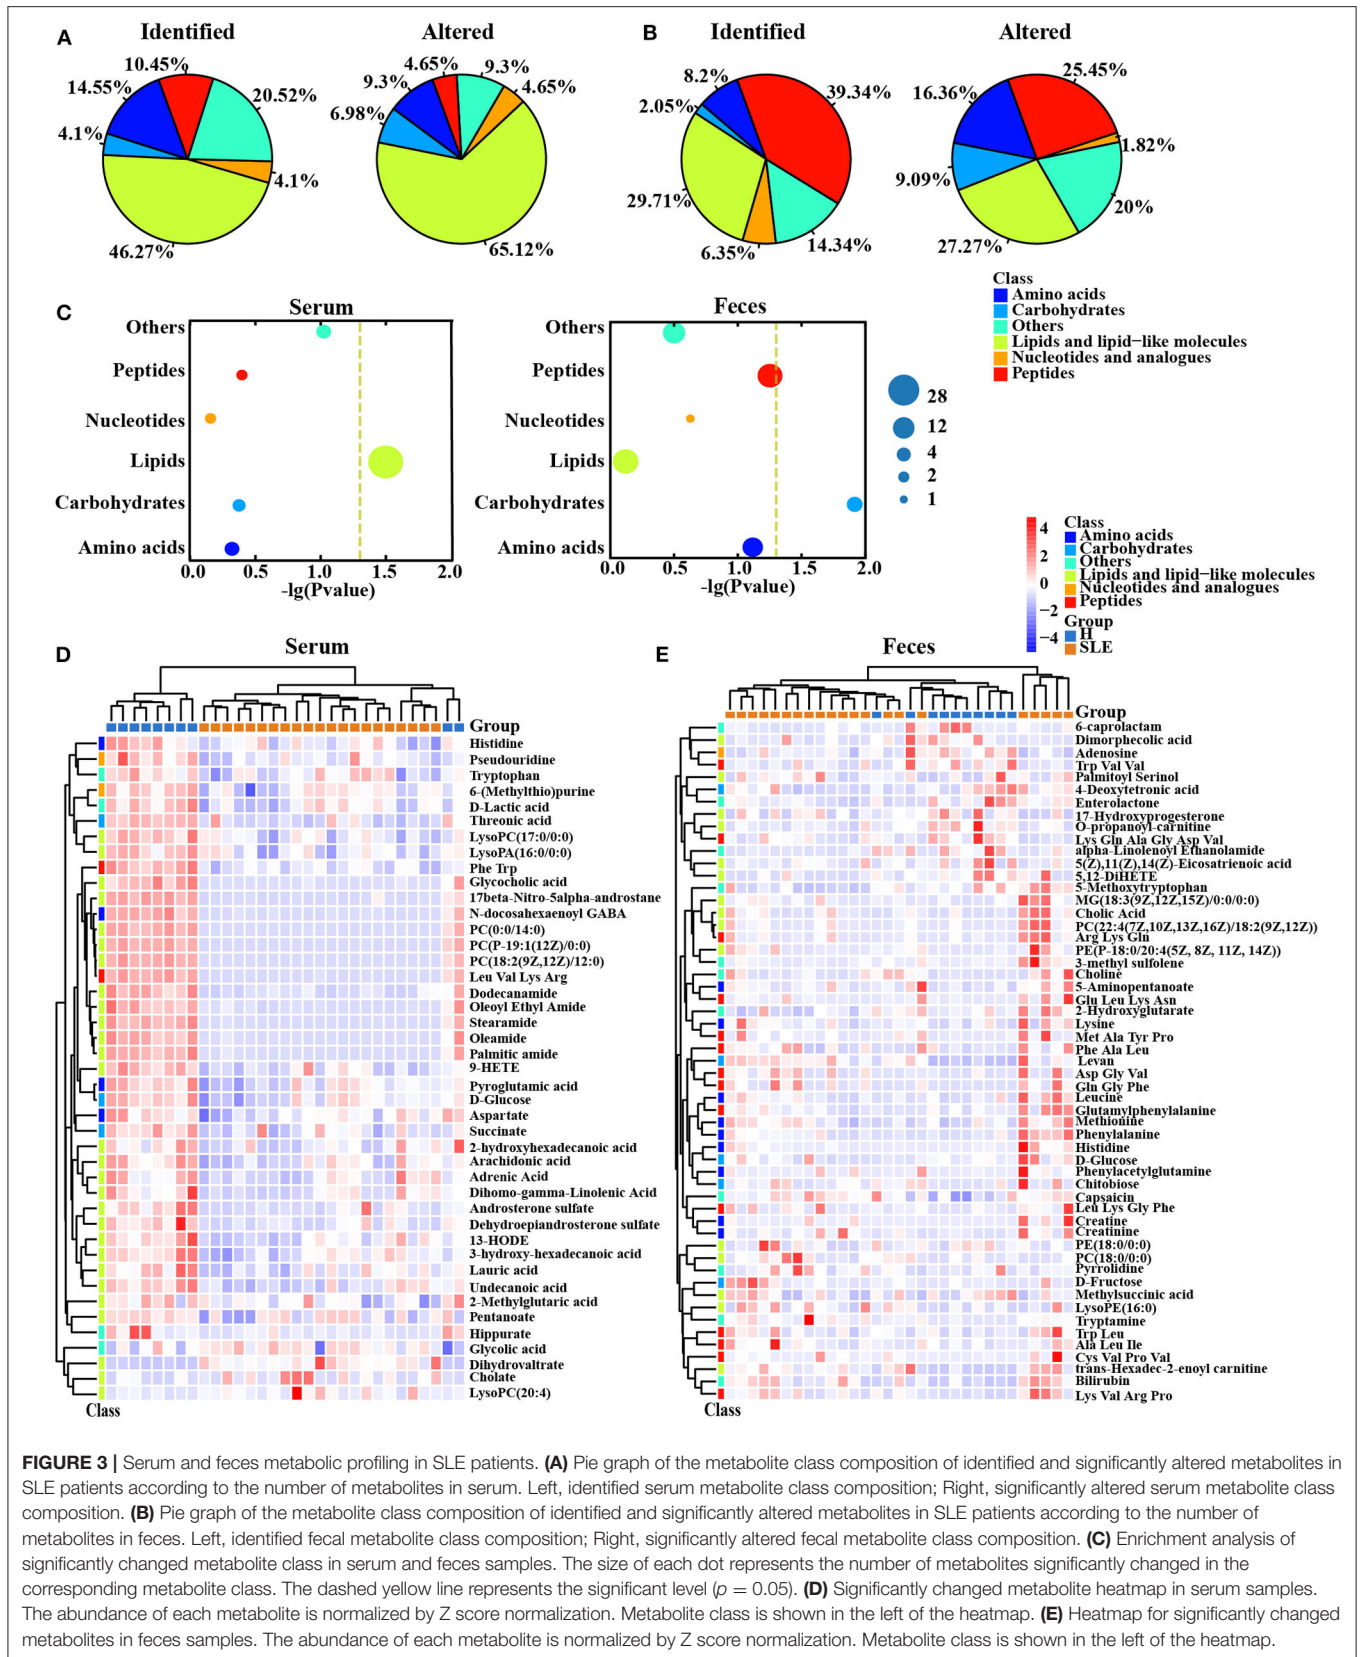 A
Identified
Altered
10.45%
14.55%
20.52%
4.1%
4.1%
46.27%
4.65%
9.3%
9.3%
4.65%
6.98%
65.12%
B
Identified
Altered
8.2%
2.05%
39.34%
29.71%
6.35%
14.34%
25.45%
16.36%
1.82%
9.09%
20%
27.27%
Class
Amino acids
Carbohydrates
Others
Lipids and lipid-like molecules
Nucleotides and analogues
Peptides
C
Serum
Others
Peptides
Nucleotides
Lipids
Carbohydrates
Amino acids
0.0 0.5 1.0 1.5 2.0
-lg(Pvalue)
Feces
Others
Peptides
Nucleotides
Lipids
Carbohydrates
Amino acids
0.0 0.5 1.0 1.5 2.0
-lg(Pvalue)
28
12
4
2
1
4
2
0
−2
−4
Class
Amino acids
Carbohydrates
Others
Lipids and lipid-like molecules
Nucleotides and analogues
Peptides
Group
H
SLE
D
Serum
Group
Histidine
Pseudouridine
Tryptophan
6-(Methylthio)purine
D-Lactic acid
Threonic acid
LysoPC(17:0/0:0)
LysoPA(16:0/0:0)
Phe Trp
Glycocholic acid
17beta-Nitro-5alpha-androstane
N-docosahexaenoyl GABA
PC(0:0/14:0)
PC(P-19:1(12Z)/0:0)
PC(18:2(9Z,12Z)/12:0)
Leu Val Lys Arg
Dodecanamide
Oleoyl Ethyl Amide
Stearamide
Oleamide
Palmitic amide
9-HETE
Pyroglutamic acid
D-Glucose
Aspartate
Succinate
2-hydroxyhexadecanoic acid
Arachidonic acid
Adrenic Acid
Dihomo-gamma-Linolenic Acid
Androsterone sulfate
Dehydroepiandrosterone sulfate
13-HODE
3-hydroxy-hexadecanoic acid
Lauric acid
Undecanoic acid
2-Methylglutaric acid
Pentanoate
Hippurate
Glycolic acid
Dihydrovaltrate
Cholate
LysoPC(20:4)
Class
E
Feces
Group
6-caprolactam
Dimorphecolic acid
Adenosine
Trp Val Val
Palmitoyl Serinol
4-Deoxytetronic acid
Enterolactone
17-Hydroxyprogesterone
O-propanoyl-carnitine
Lys Gln Ala Gly Asp Val
alpha-Linolenoyl Ethanolamide
5(Z),11(Z),14(Z)-Eicosatrienoic acid
5,12-DiHETE
5-Methoxytryptophan
MG(18:3(9Z,12Z,15Z)/0:0/0:0)
Cholic Acid
PC(22:4(7Z,10Z,13Z,16Z)/18:2(9Z,12Z))
Arg Lys Gln
PE(P-18:0/20:4(5Z, 8Z, 11Z, 14Z))
3-methyl sulfolene
Choline
5-Aminopentanoate
Glu Leu Lys Asn
2-Hydroxyglutarate
Lysine
Met Ala Tyr Pro
Phe Ala Leu
Levan
Asp Gly Val
Gln Gly Phe
Leucine
Glutamylphenylalanine
Methionine
Phenylalanine
Histidine
D-Glucose
Phenylacetylglutamine
Chitobiose
Capsaicin
Leu Lys Gly Phe
Creatine
Creatinine
PE(18:0/0:0)
PC(18:0/0:0)
Pyrrolidine
D-Fructose
Methylsuccinic acid
LysoPE(16:0)
Tryptamine
Trp Leu
Ala Leu Ile
Cys Val Pro Val
trans-Hexadec-2-enoyl carnitine
Bilirubin
Lys Val Arg Pro
Class
FIGURE 3 | Serum and feces metabolic profiling in SLE patients. (A) Pie graph of the metabolite class composition of identified and significantly altered metabolites in
SLE patients according to the number of metabolites in serum. Left, identified serum metabolite class composition; Right, significantly altered serum metabolite class
composition. (B) Pie graph of the metabolite class composition of identified and significantly altered metabolites in SLE patients according to the number of
metabolites in feces. Left, identified fecal metabolite class composition; Right, significantly altered fecal metabolite class composition. (C) Enrichment analysis of
significantly changed metabolite class in serum and feces samples. The size of each dot represents the number of metabolites significantly changed in the
corresponding metabolite class. The dashed yellow line represents the significant level (p = 0.05). (D) Significantly changed metabolite heatmap in serum samples.
The abundance of each metabolite is normalized by Z score normalization. Metabolite class is shown in the left of the heatmap. (E) Heatmap for significantly changed
metabolites in feces samples. The abundance of each metabolite is normalized by Z score normalization. Metabolite class is shown in the left of the heatmap.